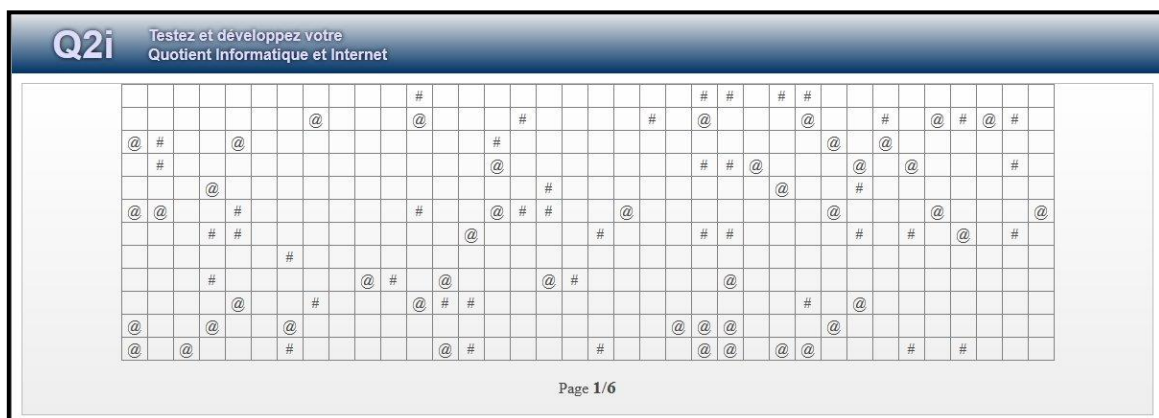 Q2i
Testez et développez votre
Quotient Informatique et Internet
# # # # #
@ @ # # @ @ # @ # @ #
@ # @ # @ @
# @ # # @ @ @ #
@ # @ #
@ @ # # @ # # @ @ @ @
# # @ # # # # # @ #
#
# @ # @ @ # @
@ # @ # # # @
@ @ @ @ @ @ @
@ @ # @ # # @ @ @ @ # #
Page 1/6